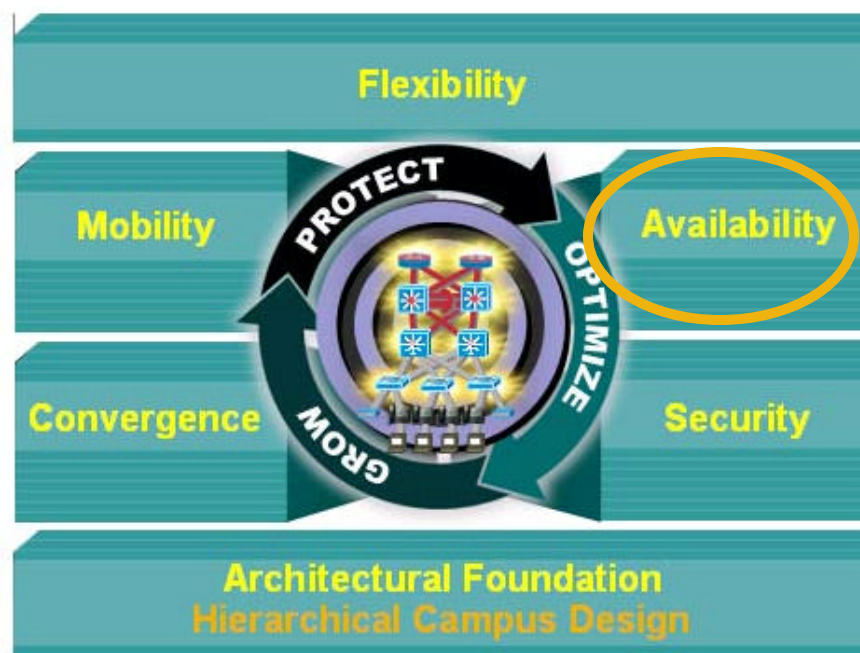 Flexibility
PROTECT
Mobility
Availability
OPTIMIZE
Convergence
Security
GROW
Architectural Foundation
Hierarchical Campus Design